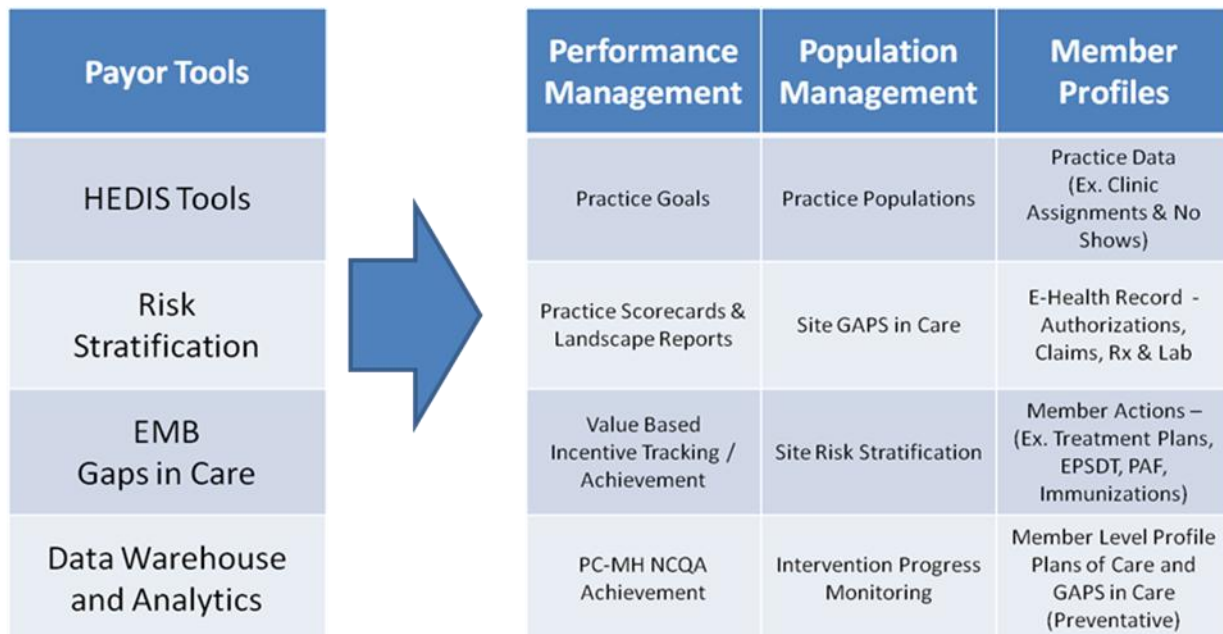 Payor Tools
HEDIS Tools
Risk
Stratification
EMB
Gaps in Care
Data Warehouse
and Analytics
Performance
Management
Population
Management
Member
Profiles
Practice Goals
Practice Populations
Practice Data
(Ex. Clinic
Assignments & No
Shows)
Practice Scorecards &
Landscape Reports
Site GAPS in Care
E-Health Record -
Authorizations,
Claims, Rx & Lab
Value Based
Incentive Tracking /
Achievement
Site Risk Stratification
Member Actions –
(Ex. Treatment Plans,
EPSDT, PAF,
Immunizations)
PC-MH NCQA
Achievement
Intervention Progress
Monitoring
Member Level Profile
Plans of Care and
GAPS in Care
(Preventative)